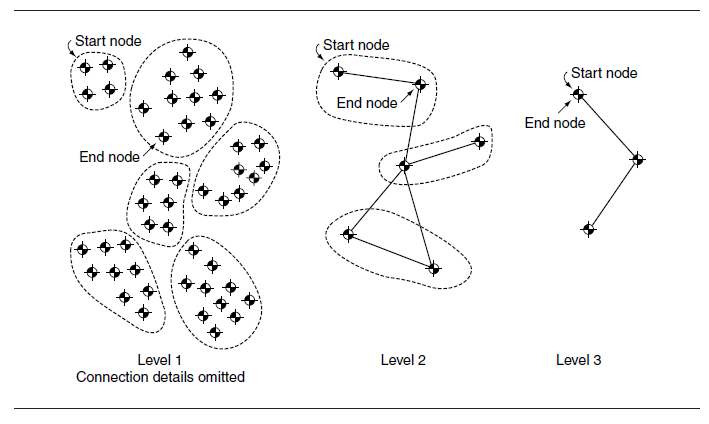 Start node
End node
Level 1
Connection details omitted
Start node
End node
Level 2
Start node
End node
Level 3